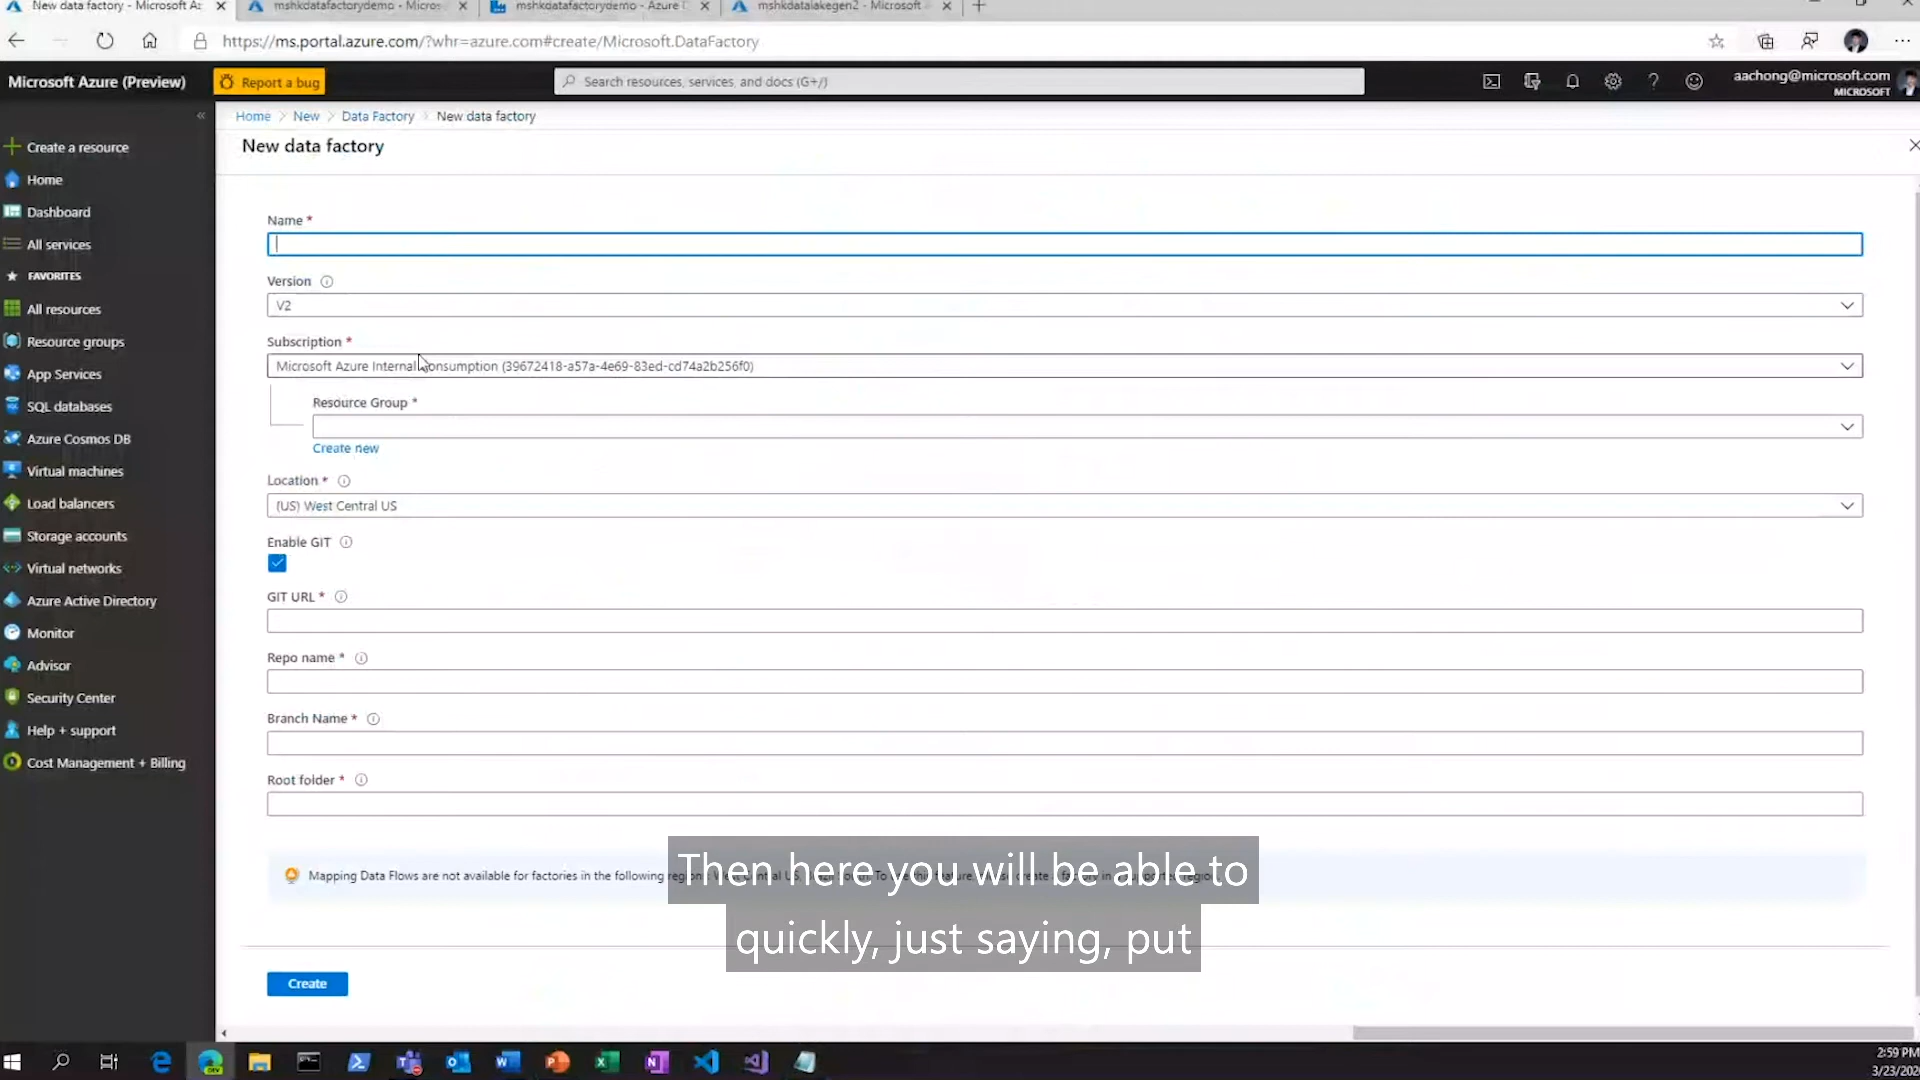 New data factory - Microsoft Az
mshkdatafactorydemo - Micros
mshkdatafactorydemo - Azure D
mshkdatalakegen2 - Microsoft
https://ms.portal.azure.com/?whr=azure.com#create/Microsoft.DataFactory
Microsoft Azure (Preview)
Report a bug
Search resources, services, and docs (G+/)
aachong@microsoft.com
MICROSOFT
Create a resource
Home
Dashboard
All services
FAVORITES
All resources
Resource groups
App Services
SQL databases
Azure Cosmos DB
Virtual machines
Load balancers
Storage accounts
Virtual networks
Azure Active Directory
Monitor
Advisor
Security Center
Help + support
Cost Management + Billing
Home > New > Data Factory > New data factory
New data factory
Name *
Version
V2
Subscription *
Microsoft Azure Internal Consumption (39672418-a57a-4e69-83ed-cd74a2b256f0)
Resource Group *
Create new
Location *
(US) West Central US
Enable GIT
GIT URL *
Repo name *
Branch Name *
Root folder *
Mapping Data Flows are not available for factories in the following regions: West Central US,
Then here you will be able to
quickly, just saying, put
Create
2:59 PM
3/23/202